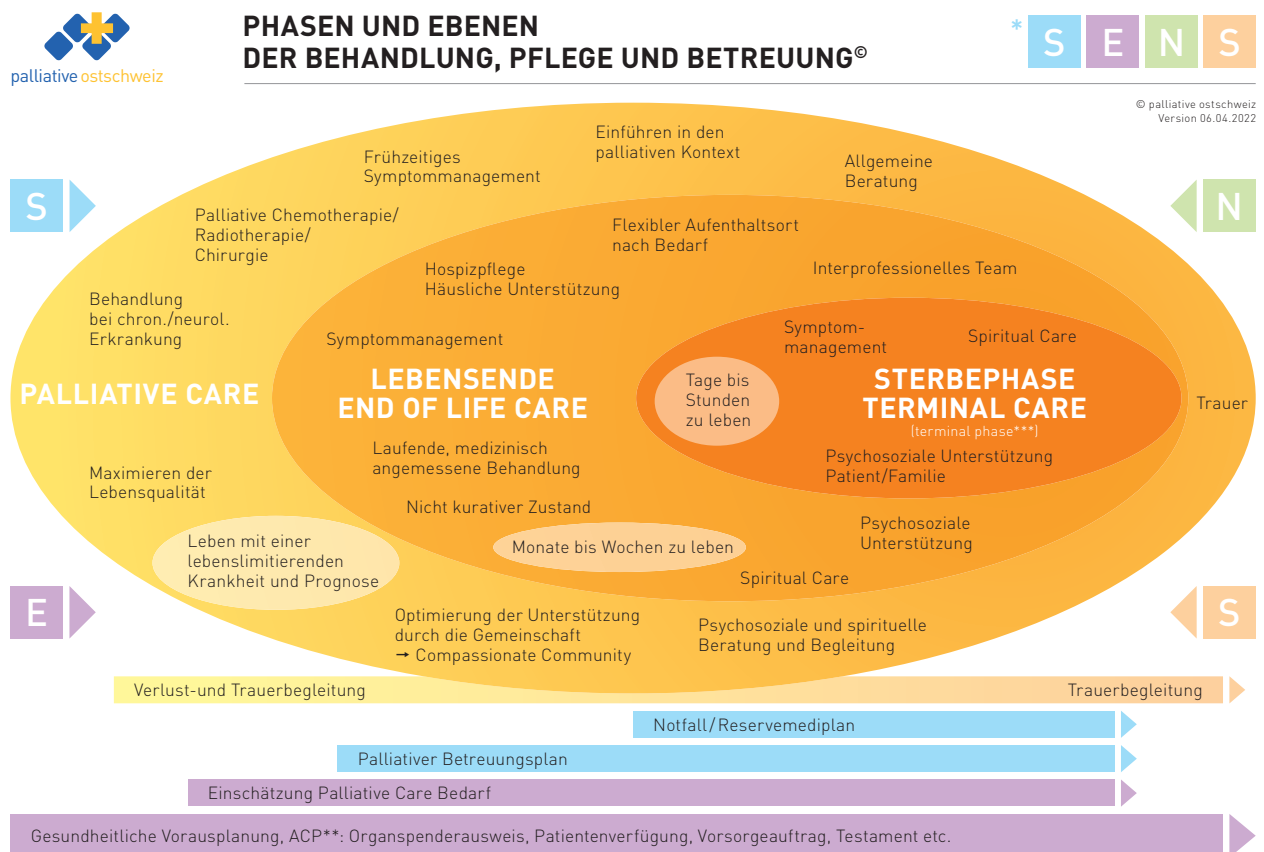 palliative ostschweiz
PHASEN UND EBENEN
DER BEHANDLUNG, PFLEGE UND BETREUUNG©
* S E N S
© palliative ostschweiz
Version 06.04.2022
S
N
Einführen in den
palliativen Kontext
Frühzeitiges
Symptommanagement
Allgemeine
Beratung
Palliative Chemotherapie/
Radiotherapie/
Chirurgie
Flexibler Aufenthaltsort
nach Bedarf
Hospizpflege
Häusliche Unterstützung
Interprofessionelles Team
Behandlung
bei chron./neurol.
Erkrankung
Symptommanagement
Symptom-
management
Spiritual Care
PALLIATIVE CARE
LEBENSENDE
END OF LIFE CARE
Tage bis
Stunden
zu leben
STERBEPHASE
TERMINAL CARE
(terminal phase***)
Trauer
Laufende, medizinisch
angemessene Behandlung
Psychosoziale Unterstützung
Patient/Familie
Maximieren der
Lebensqualität
Nicht kurativer Zustand
Psychosoziale
Unterstützung
Leben mit einer
lebenslimitierenden
Krankheit und Prognose
Monate bis Wochen zu leben
Spiritual Care
E
S
Optimierung der Unterstützung
durch die Gemeinschaft
→ Compassionate Community
Psychosoziale und spirituelle
Beratung und Begleitung
Verlust-und Trauerbegleitung
Trauerbegleitung
Notfall/Reservemediplan
Palliativer Betreuungsplan
Einschätzung Palliative Care Bedarf
Gesundheitliche Vorausplanung, ACP**: Organspenderausweis, Patientenverfügung, Vorsorgeauftrag, Testament etc.